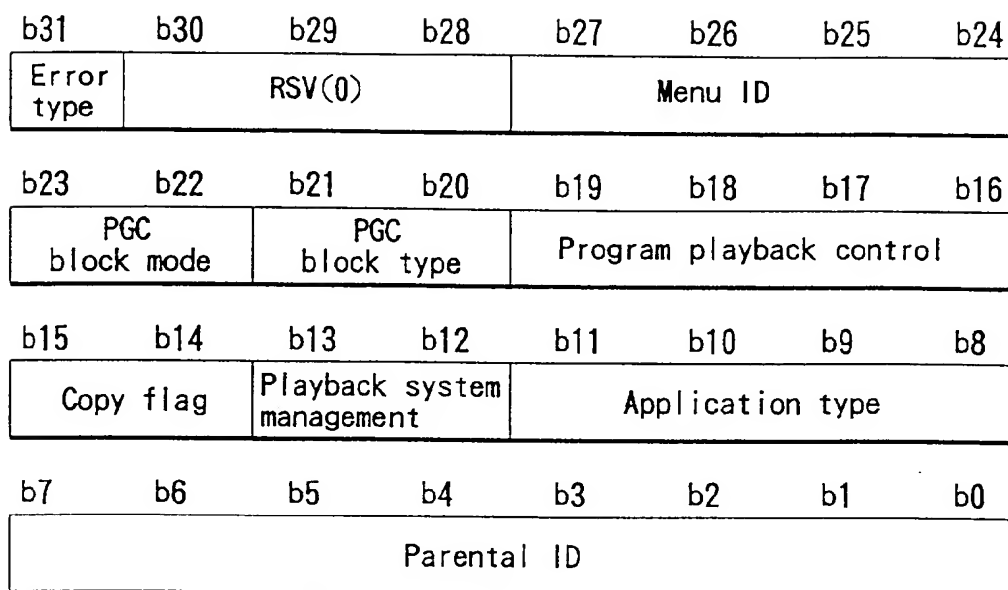 b31 b30 b29 b28 b27 b26 b25 b24
Error type RSV(0) Menu ID
b23 b22 b21 b20 b19 b18 b17 b16
PGC block mode PGC block type Program playback control
b15 b14 b13 b12 b11 b10 b9 b8
Copy flag Playback system management Application type
b7 b6 b5 b4 b3 b2 b1 b0
Parental ID